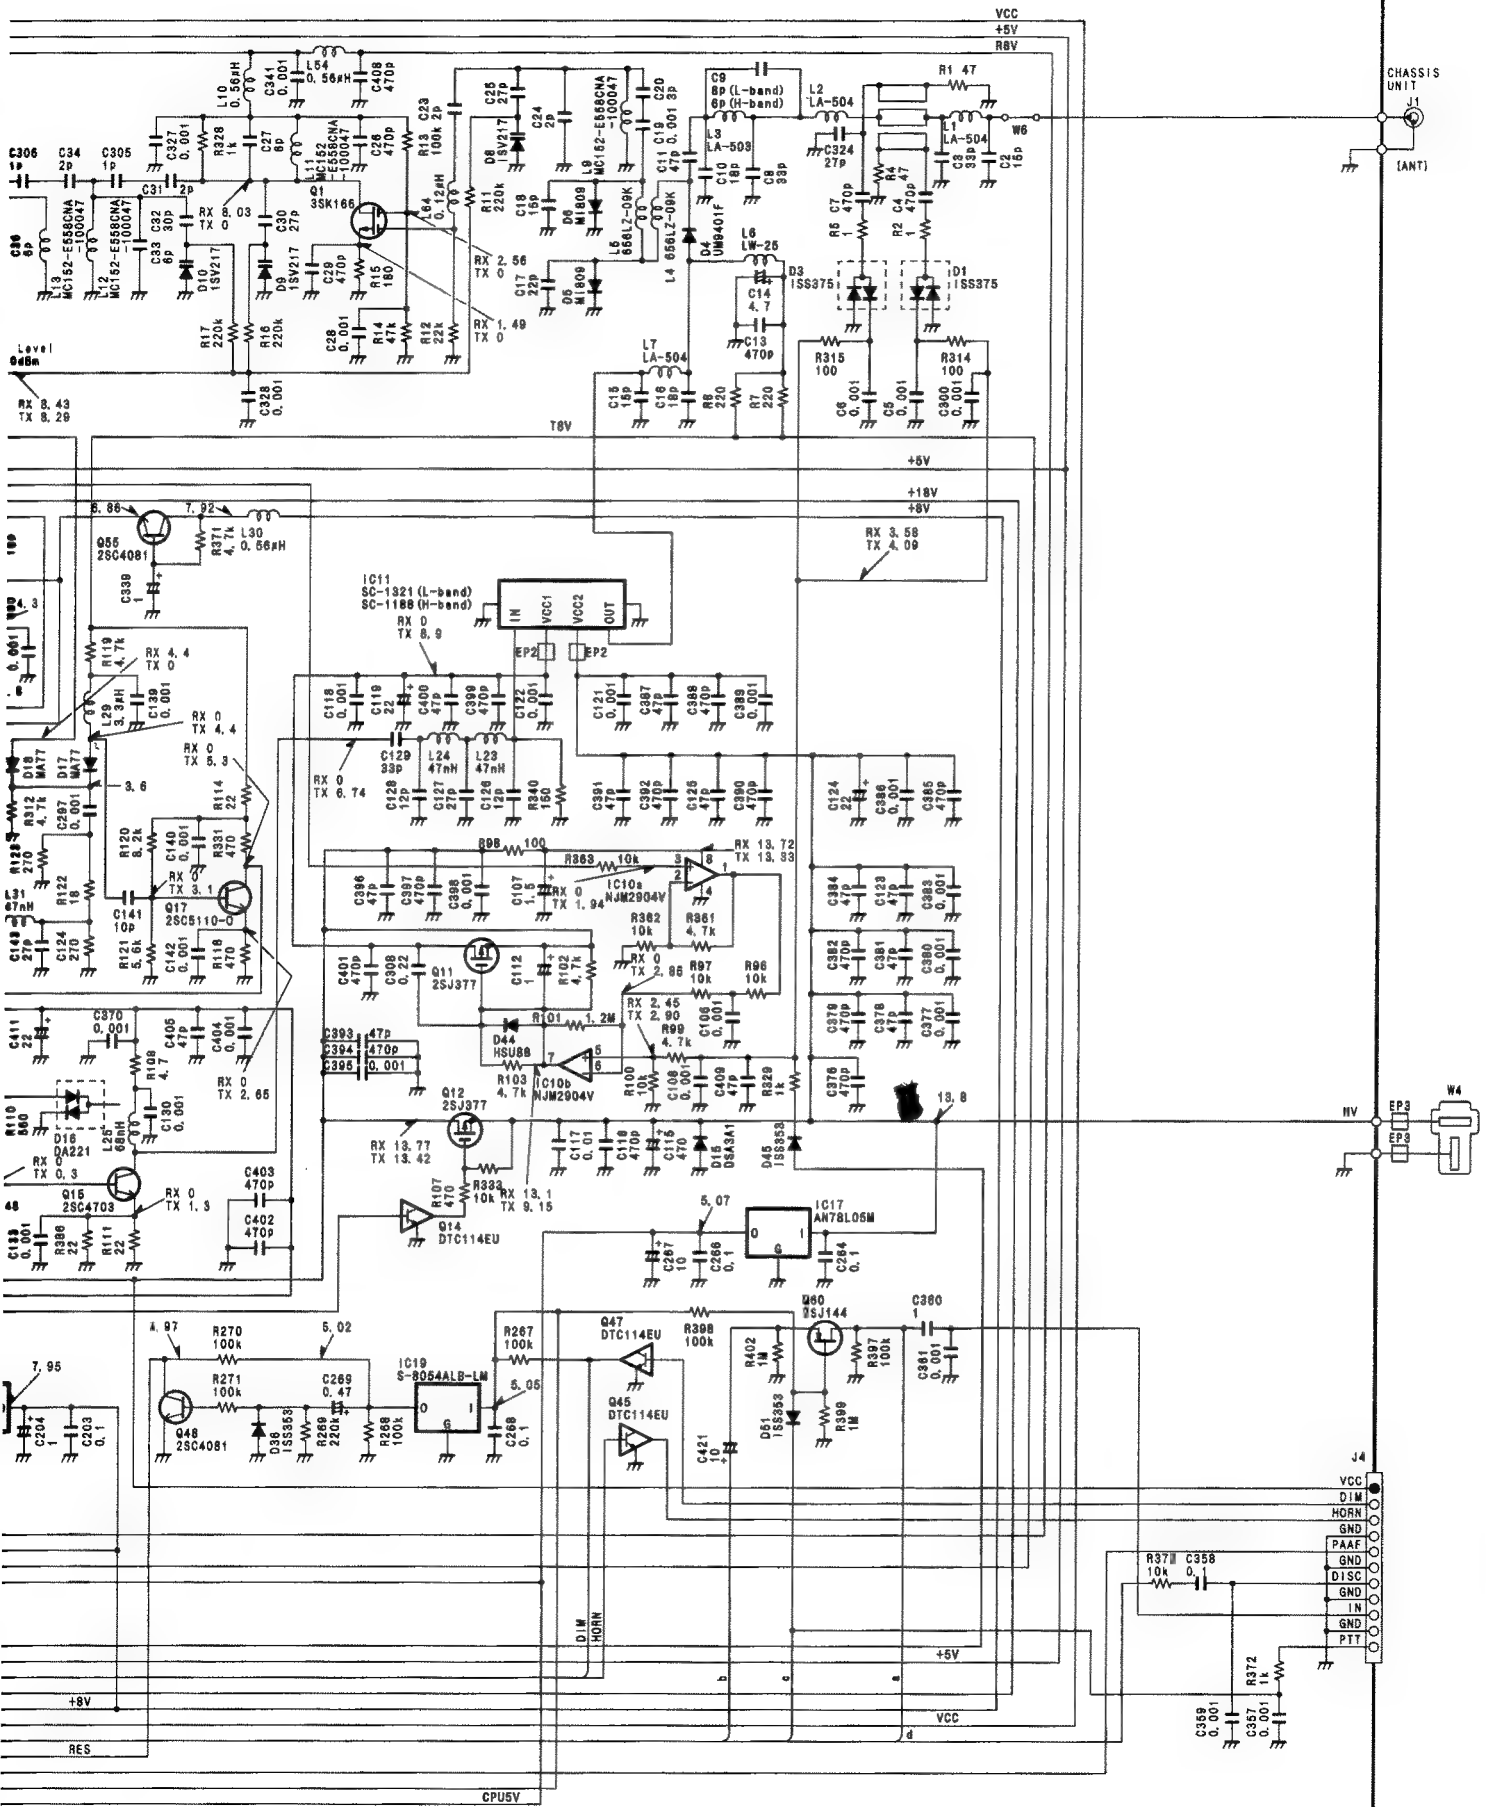 VCC
+5V
R8V
CHASSIS
UNIT
J1
[ANT]
L10
0.56µH
C341
0.001
L54
0.56µH
C408
470p
C23
2p
C25
27p
C24
2p
C20
3p
C19
0.001
C9
8p (L-band)
6p (H-band)
L2
LA-504
R1 47
L1
LA-504
W6
C306
1p
C34
2p
C305
1p
C31
2p
C327
0.001
R328
1k
C27
6p
L11
MC152
-E558CNA
-100047
C26
470p
R13
100k
D8
1SV217
L9
MC152-E558CNA
-100047
C11
47p
L3
LA-503
C10
18p
C8
33p
C324
27p
R4
47
C3
33p
C2
15p
C7
470p
C4
470p
R5
1
R2
1
L13
MC152-E558CNA
-100047
L12
MC152-E558CNA
-100047
C33
6p
C32
30p
RX 8.03
TX 0
C30
27p
Q1
3SK166
L64
0.12µH
R11
220k
C18
15p
D6
MI809
L5
656LZ-09K
L4
656LZ-09K
D4
UM9401F
L6
LW-25
D3
ISS375
D1
ISS375
D10
1SV217
D9
1SV217
C29
470p
R15
180
RX 2.56
TX 0
C17
22p
D5
MI809
C14
4.7
C13
470p
R17
220k
R16
220k
C28
0.001
R14
47k
R12
22k
RX 1.49
TX 0
L7
LA-504
R315
100
R314
100
Level
0dBm
RX 8.43
TX 8.29
C328
0.001
C15
15p
C16
18p
R6
220
R7
220
C6
0.001
C5
0.001
C300
0.001
T8V
+5V
+18V
+8V
7.92
Q55
2SC4081
R371
4.7k
L30
0.56µH
C339
1
RX 3.58
TX 4.09
IC11
SC-1321 (L-band)
SC-1188 (H-band)
IN
VCC1
VCC2
OUT
EP2
EP2
RX 0
TX 8.9
R119
4.7k
RX 4.4
TX 0
L29
3.3µH
C139
0.001
RX 0
TX 4.4
RX 0
TX 5.3
C118
0.001
C119
22
C400
47p
C399
470p
C122
0.001
C121
0.001
C387
47p
C388
470p
C389
0.001
D18
MA77
D17
MA77
3.6
R312
4.7k
C297
0.001
R114
22
RX 0
TX 6.74
C129
33p
L24
47nH
L23
47nH
C128
12p
C127
27p
C126
12p
R340
150
C391
47p
C392
470p
C125
47p
C390
470p
C124
22
C386
0.001
C385
470p
R120
8.2k
C140
0.001
R331
470
R122
18
RX 0
TX 3.1
C141
10p
Q17
2SC5110-O
R98
100
R363
10k
RX 13.72
TX 13.33
C396
47p
C397
470p
C398
0.001
C107
1.5
RX 0
TX 1.94
IC10a
NJM2904V
C384
47p
C123
47p
C383
0.001
L31
67nH
C124
270
R121
5.6k
C142
0.001
R118
470
R362
10k
R361
4.7k
RX 0
TX 2.85
C401
470p
C308
0.22
Q11
2SJ377
C112
1
R102
4.7k
R97
10k
R96
10k
C382
470p
C381
47p
C380
0.001
RX 2.45
TX 2.90
C106
0.001
C379
470p
C378
47p
C377
0.001
C411
22
C370
0.001
C405
47p
C404
0.001
R108
4.7
C393 47p
C394 470p
C395 0.001
D44
HSU88
R101
1.2M
R103
4.7k
IC10b
NJM2904V
R99
4.7k
R100
10k
C108
0.001
C409
47p
R329
1k
C376
470p
RX 0
TX 2.65
R110
560
D16
DA221
L25
68nH
C130
0.001
Q12
2SJ377
13.8
HV
EP3
EP3
W4
RX 13.77
TX 13.42
R107
470
R333
10k
RX 13.1
TX 9.15
C117
0.01
C116
470p
C115
470
D15
DSA3A1
D45
ISS353
RX 0
TX 0.3
Q15
2SC4703
RX 0
TX 1.3
C403
470p
C402
470p
C133
0.001
R386
22
R111
22
Q14
DTC114EU
5.07
IC17
AN78L05M
O
I
G
C267
10
C266
0.1
C264
0.1
4.97
R270
100k
5.02
R271
100k
C269
0.47
IC19
S-8054ALB-LM
O
I
G
R267
100k
5.05
Q47
DTC114EU
R398
100k
Q45
DTC114EU
R402
1M
2SJ144
R397
100k
C360
1
C361
0.001
7.95
C204
1
C203
0.1
Q48
2SC4081
D36
ISS353
R269
220k
R268
100k
C268
0.1
C421
10
D51
ISS353
R399
1M
J4
VCC
DIM
HORN
GND
PAAF
GND
DISC
GND
IN
GND
PTT
C358
0.1
10k
DIM
HORN
+5V
b
c
a
R372
1k
+8V
VCC
C359
0.001
C357
0.001
d
RES
CPU5V